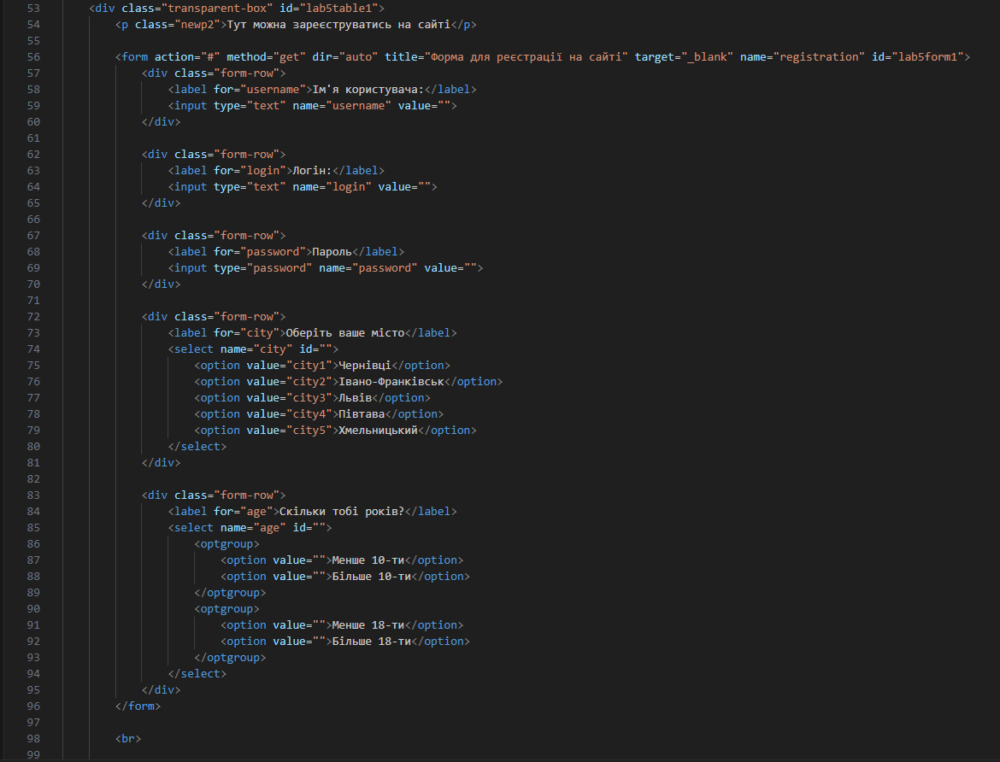 53 <div class="transparent-box" id="lab5table1">
54 <p class="newp2">Тут можна зареєструватись на сайті</p>
55
56 <form action="#" method="get" dir="auto" title="Форма для реєстрації на сайті" target="_blank" name="registration" id="lab5form1">
57 <div class="form-row">
58 <label for="username">Ім'я користувача:</label>
59 <input type="text" name="username" value="">
60 </div>
61
62 <div class="form-row">
63 <label for="login">Логін:</label>
64 <input type="text" name="login" value="">
65 </div>
66
67 <div class="form-row">
68 <label for="password">Пароль</label>
69 <input type="password" name="password" value="">
70 </div>
71
72 <div class="form-row">
73 <label for="city">Оберіть ваше місто</label>
74 <select name="city" id="">
75 <option value="city1">Чернівці</option>
76 <option value="city2">Івано-Франківськ</option>
77 <option value="city3">Львів</option>
78 <option value="city4">Півтава</option>
79 <option value="city5">Хмельницький</option>
80 </select>
81 </div>
82
83 <div class="form-row">
84 <label for="age">Скільки тобі років?</label>
85 <select name="age" id="">
86 <optgroup>
87 <option value="">Менше 10-ти</option>
88 <option value="">Більше 10-ти</option>
89 </optgroup>
90 <optgroup>
91 <option value="">Менше 18-ти</option>
92 <option value="">Більше 18-ти</option>
93 </optgroup>
94 </select>
95 </div>
96 </form>
97
98 <br>
99